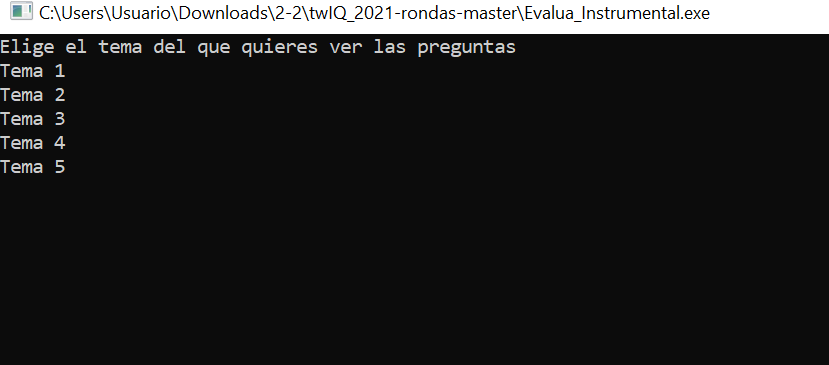 C:\Users\Usuario\Downloads\2-2\twIQ_2021-rondas-master\Evalua_Instrumental.exe
Elige el tema del que quieres ver las preguntas
Tema 1
Tema 2
Tema 3
Tema 4
Tema 5